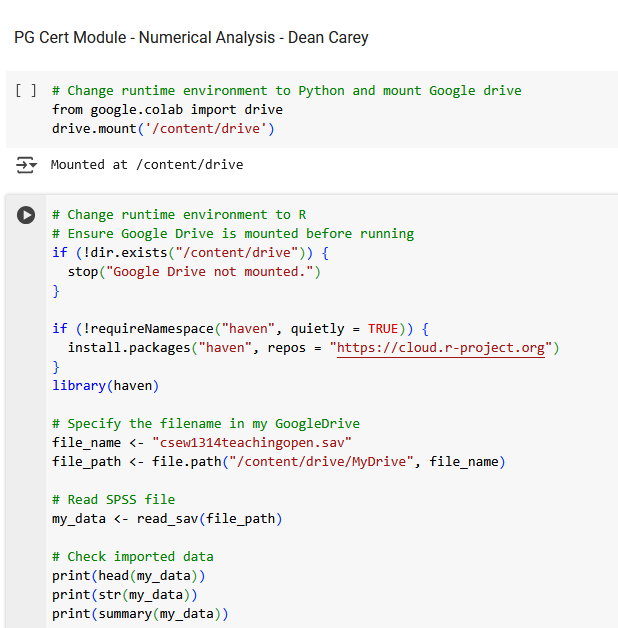 PG Cert Module - Numerical Analysis - Dean Carey
[ ] # Change runtime environment to Python and mount Google drive
from google.colab import drive
drive.mount('/content/drive')
Mounted at /content/drive
# Change runtime environment to R
# Ensure Google Drive is mounted before running
if (!dir.exists("/content/drive")) {
  stop("Google Drive not mounted.")
}
if (!requireNamespace("haven", quietly = TRUE)) {
  install.packages("haven", repos = "https://cloud.r-project.org")
}
library(haven)
# Specify the filename in my GoogleDrive
file_name <- "csew1314teachingopen.sav"
file_path <- file.path("/content/drive/MyDrive", file_name)
# Read SPSS file
my_data <- read_sav(file_path)
# Check imported data
print(head(my_data))
print(str(my_data))
print(summary(my_data))